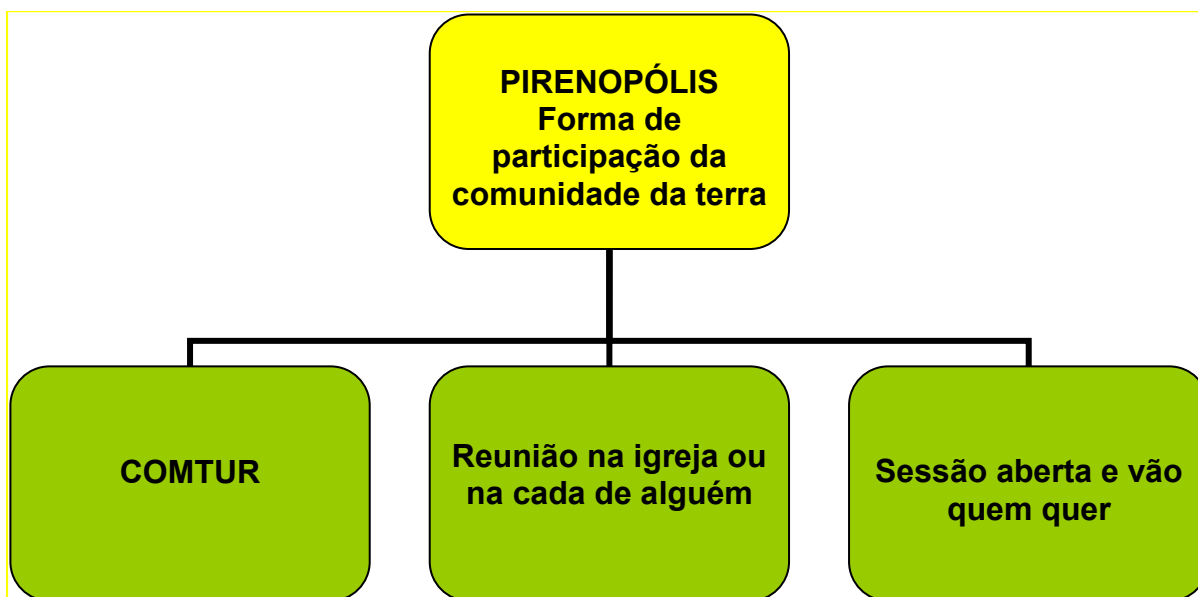 PIRENOPÓLIS
Forma de
participação da
comunidade da terra
COMTUR
Reunião na igreja ou
na cada de alguém
Sessão aberta e vão
quem quer